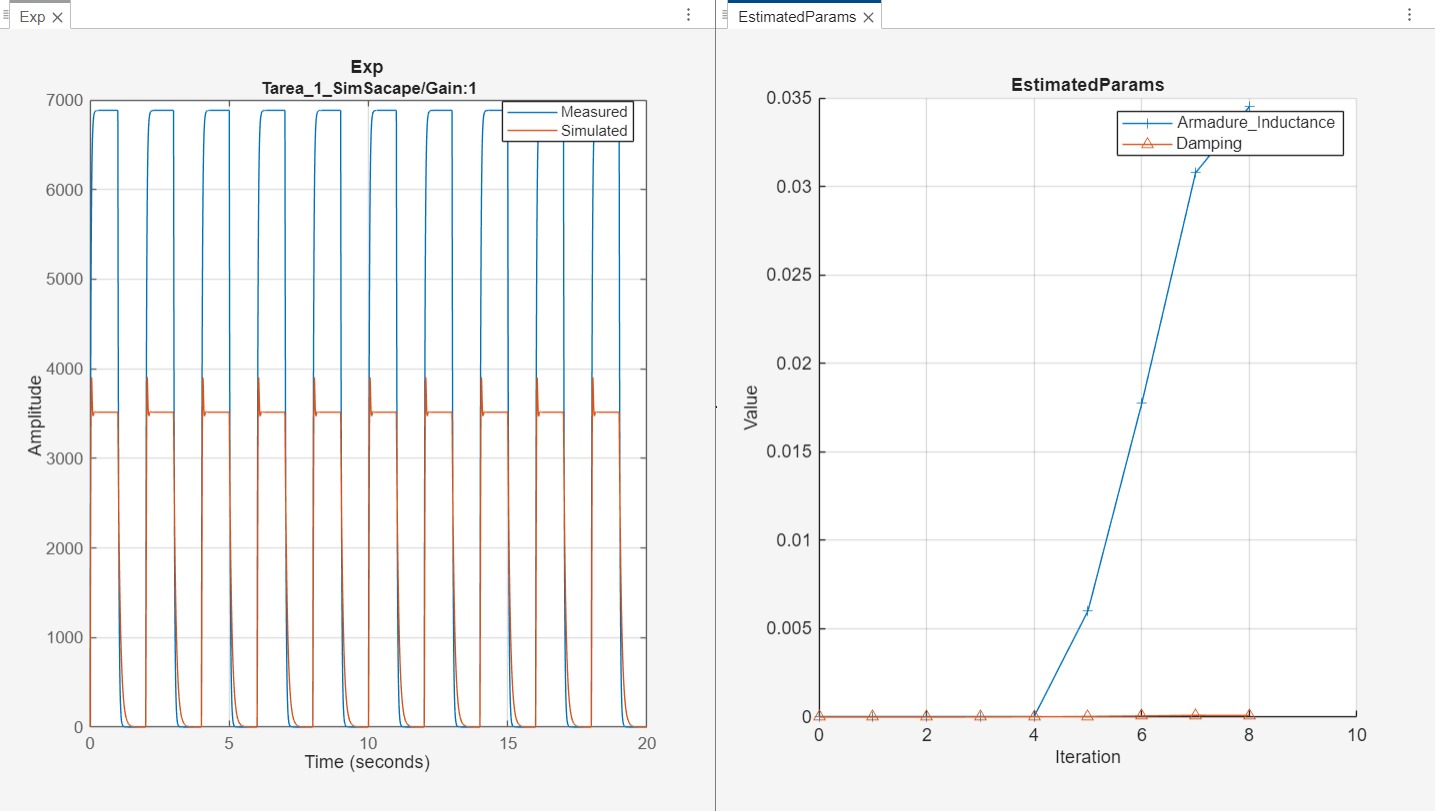 Exp
EstimatedParams
Exp
Tarea_1_SimSacape/Gain:1
Measured
Simulated
7000
6000
5000
4000
3000
2000
1000
0
Amplitude
0 5 10 15 20
Time (seconds)
EstimatedParams
Armadure_Inductance
Damping
0.035
0.03
0.025
0.02
0.015
0.01
0.005
0
Value
0 2 4 6 8 10
Iteration